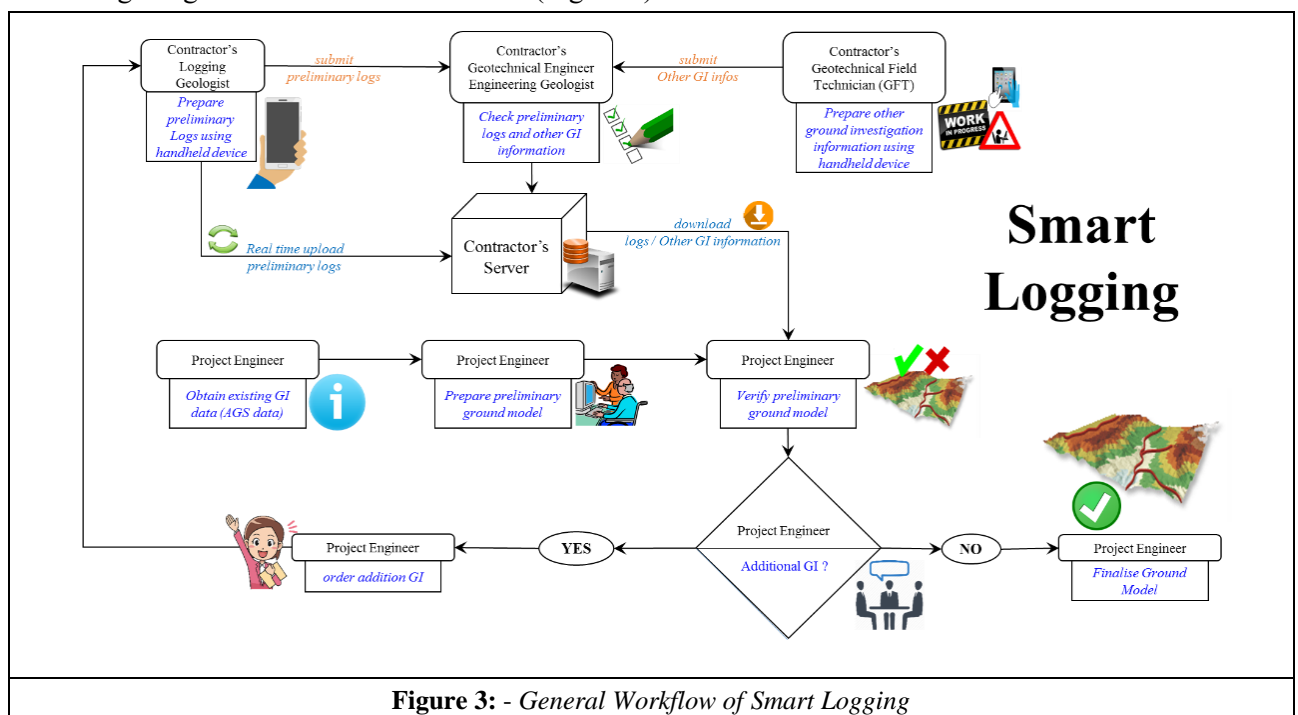 Contractor's
Logging
Geologist
Prepare
preliminary
Logs using
handheld device
submit
preliminary logs
Contractor's
Geotechnical Engineer
Engineering Geologist
Check preliminary
logs and other GI
information
submit
Other GI infos
Contractor's
Geotechnical Field
Technician (GFT)
Prepare other
ground investigation
information using
handheld device
WORK
IN PROGRESS
Smart
Logging
Real time upload
preliminary logs
Contractor's
Server
download
logs / Other GI information
Project Engineer
Obtain existing GI
data (AGS data)
i
Project Engineer
Prepare preliminary
ground model
Project Engineer
Verify preliminary
ground model
Project Engineer
Additional GI ?
YES
Project Engineer
order addition GI
NO
Project Engineer
Finalise Ground
Model
Figure 3: - General Workflow of Smart Logging